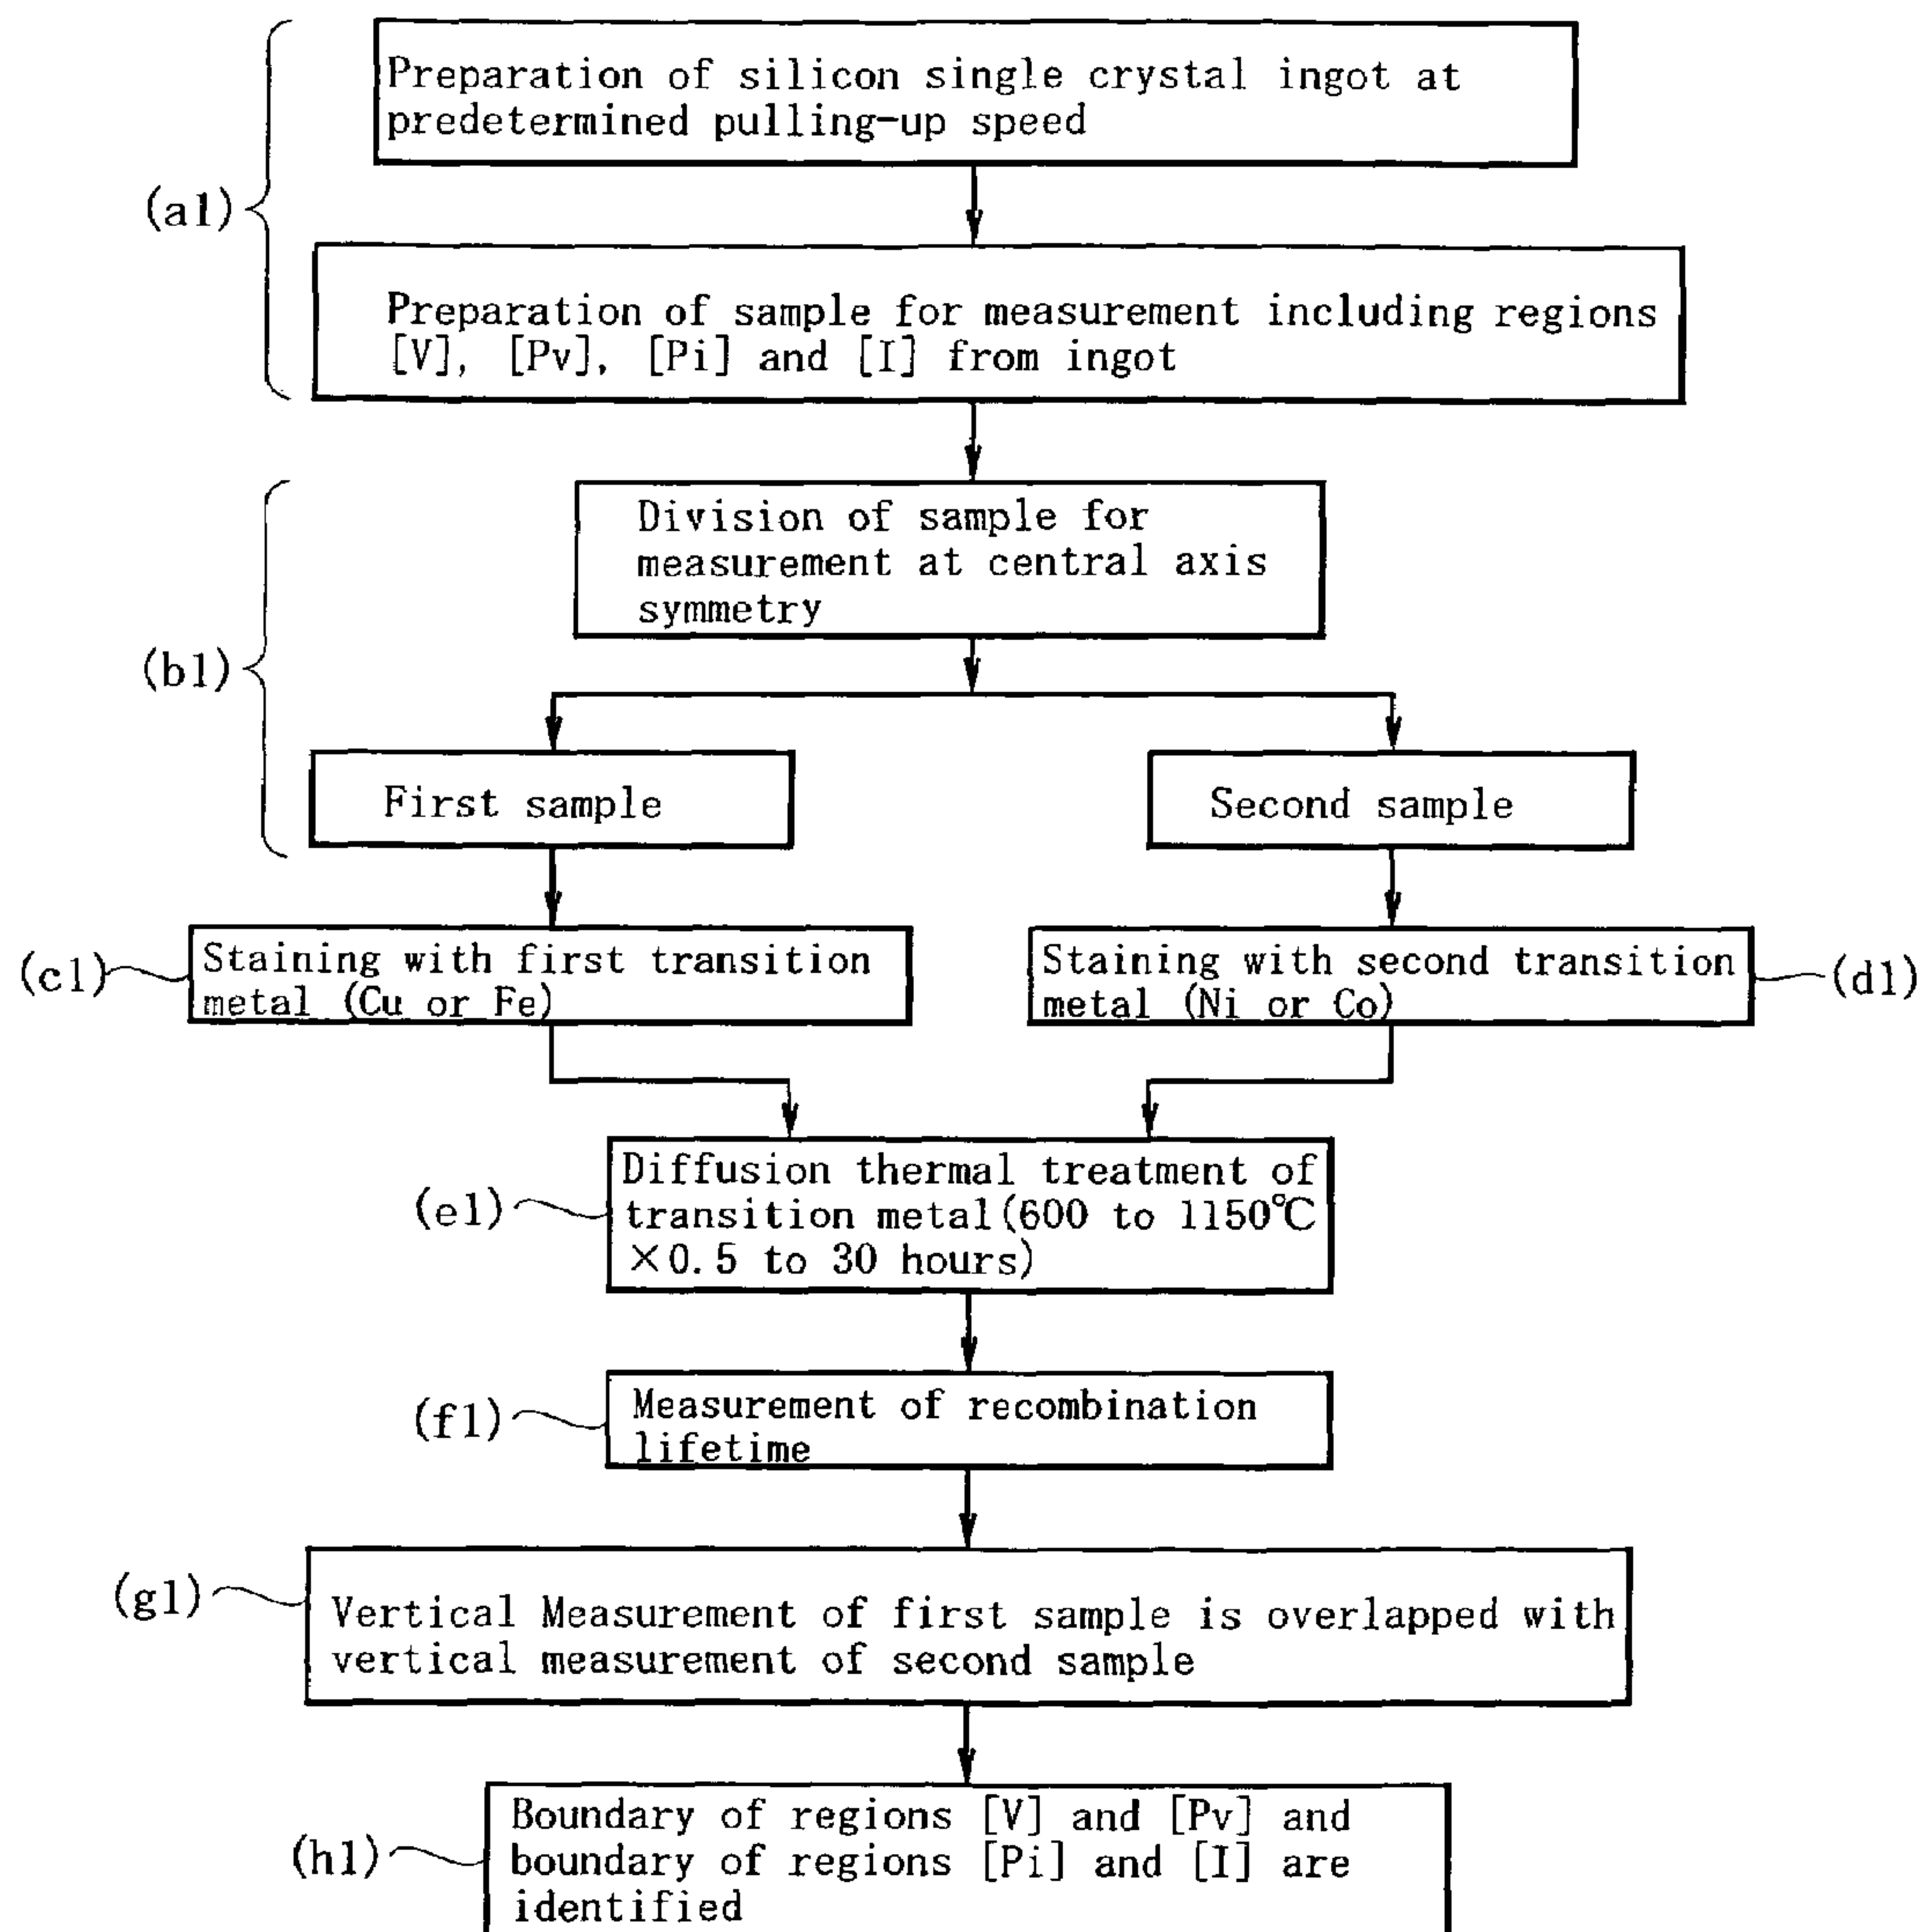 Preparation of silicon single crystal ingot at
predetermined pulling-up speed
(a1)
Preparation of sample for measurement including regions
[V], [Pv], [Pi] and [I] from ingot
Division of sample for
measurement at central axis
symmetry
(b1)
First sample
Second sample
(c1)
Staining with first transition
metal (Cu or Fe)
Staining with second transition
metal (Ni or Co)
(d1)
(e1)
Diffusion thermal treatment of
transition metal(600 to 1150℃
×0.5 to 30 hours)
(f1)
Measurement of recombination
lifetime
(g1)
Vertical Measurement of first sample is overlapped with
vertical measurement of second sample
(h1)
Boundary of regions [V] and [Pv] and
boundary of regions [Pi] and [I] are
identified